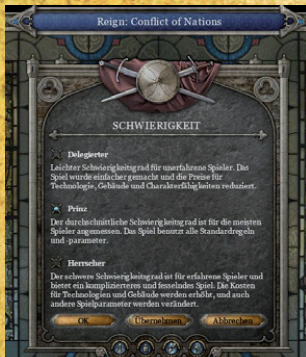 Reign: Conflict of Nations
SCHWIERIGKEIT
Delegierter
Leichter Schwierigkeitsgrad für unerfahrene Spieler. Das
Spiel wurde einfacher gemacht und die Preise für
Technologie, Gebäude und Charakterfähigkeiten reduziert.
Prinz
Der durchschnittliche Schwierigkeitsgrad ist für die meisten
Spieler angemessen. Das Spiel benutzt alle Standardregeln
und -parameter.
Herrscher
Der schwere Schwierigkeitsgrad ist für erfahrene Spieler und
bietet ein komplizierteres und fesselndes Spiel. Die Kosten
für Technologien und Gebäude werden erhöht, und auch
andere Spielparameter werden verändert.
OK Übernehmen Abbrechen